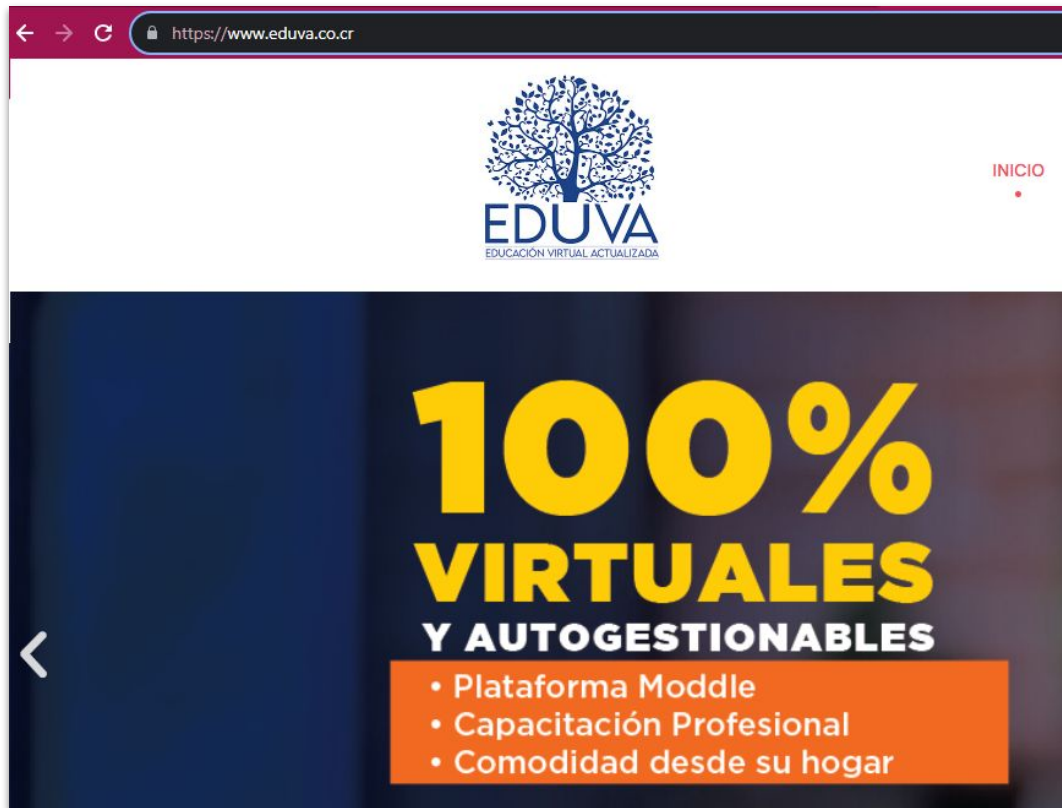 https://www.eduva.co.cr
EDUVA
EDUCACIÓN VIRTUAL ACTUALIZADA
INICIO
100%
VIRTUALES
Y AUTOGESTIONABLES
• Plataforma Moddle
• Capacitación Profesional
• Comodidad desde su hogar